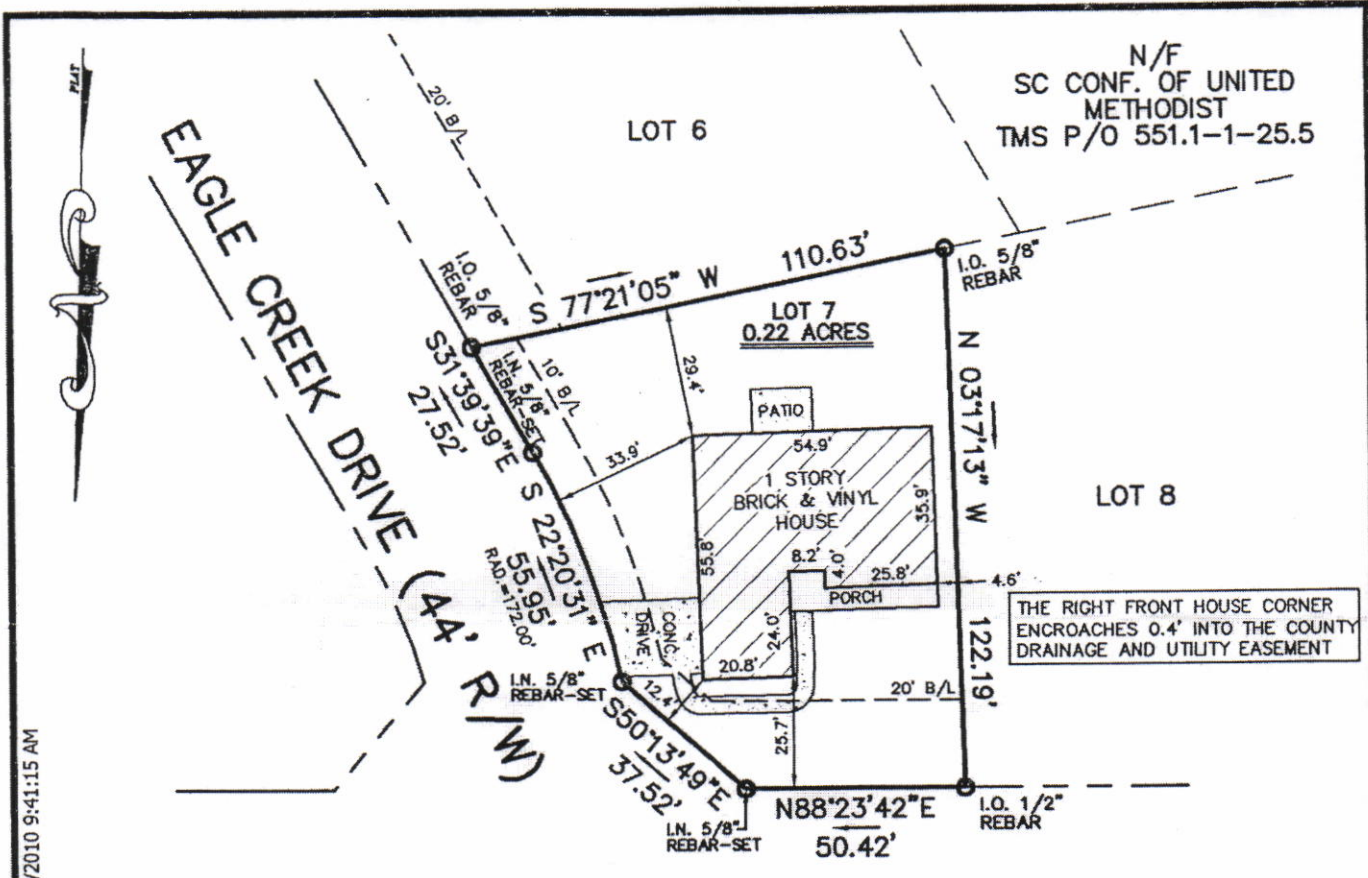 PLAT
N/F
SC CONF. OF UNITED
METHODIST
TMS P/O 551.1-1-25.5
LOT 6
20' B/L
EAGLE CREEK DRIVE (44' R/W)
I.O. 5/8"
REBAR
S 77°21'05" W 110.63'
I.O. 5/8"
REBAR
LOT 7
0.22 ACRES
I.N. 5/8"
REBAR-SET
10' B/L
S31°39'39"E
27.52'
29.4'
33.9'
PATIO
54.9'
1 STORY
BRICK & VINYL
HOUSE
35.9'
55.8'
8.2'
4.0'
25.8'
PORCH
4.6'
N 03°17'13" W 122.19'
LOT 8
S 22°20'31" E
55.95'
RAD.=172.00'
CONC.
DRIVE
24.0'
20.8'
THE RIGHT FRONT HOUSE CORNER
ENCROACHES 0.4' INTO THE COUNTY
DRAINAGE AND UTILITY EASEMENT
I.N. 5/8"
REBAR-SET
12.4'
20' B/L
25.7'
S50°13'49"E
37.52'
I.N. 5/8"
REBAR-SET
N88°23'42"E
50.42'
I.O. 1/2"
REBAR
/2010 9:41:15 AM